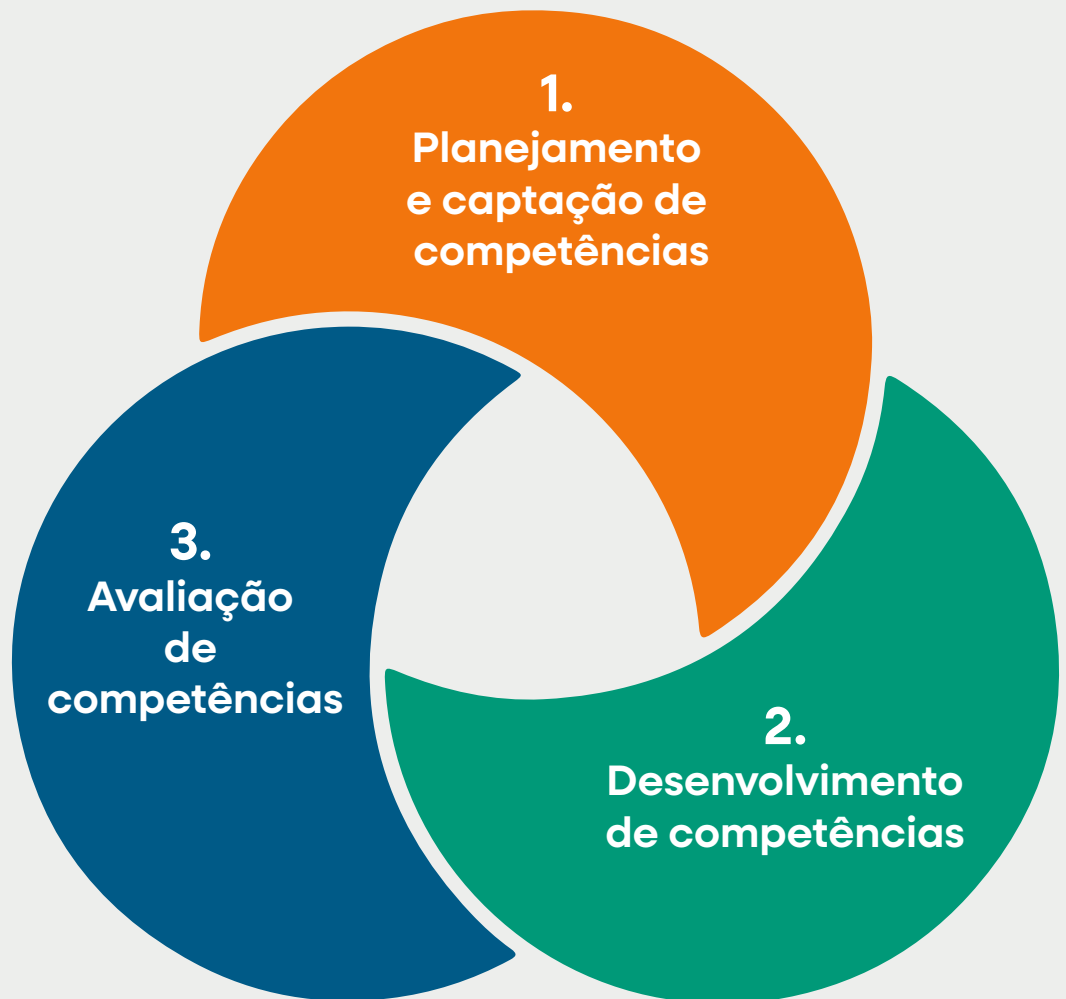 1.
Planejamento
e captação de
competências
2.
Desenvolvimento
de competências
3.
Avaliação
de
competências